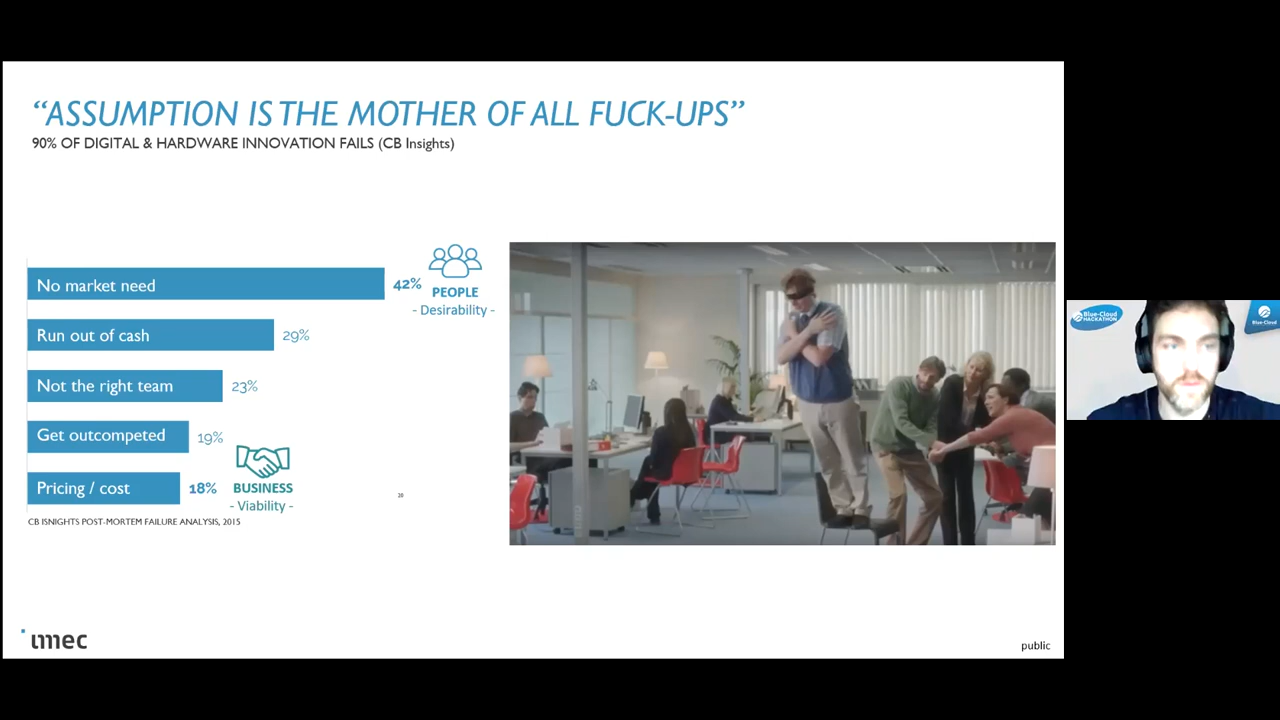 “ASSUMPTION IS THE MOTHER OF ALL FUCK-UPS”
90% OF DIGITAL & HARDWARE INNOVATION FAILS (CB Insights)
No market need
42%
PEOPLE
- Desirability -
Run out of cash
29%
Not the right team
23%
Get outcompeted
19%
Pricing / cost
18%
BUSINESS
- Viability -
CB ISNIGHTS POST-MORTEM FAILURE ANALYSIS, 2015
imec
public
Blue-Cloud
HACKATHON
Blue-Cloud